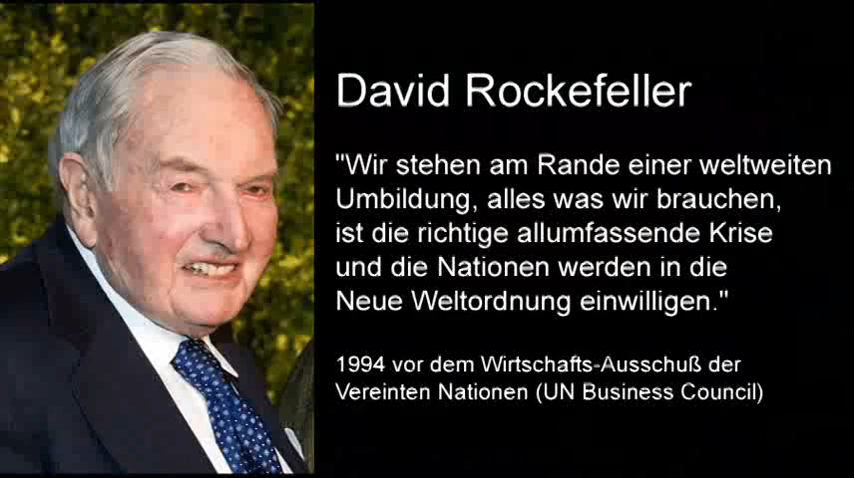 David Rockefeller
"Wir stehen am Rande einer weltweiten
Umbildung, alles was wir brauchen,
ist die richtige allumfassende Krise
und die Nationen werden in die
Neue Weltordnung einwilligen."
1994 vor dem Wirtschafts-Ausschuß der
Vereinten Nationen (UN Business Council)